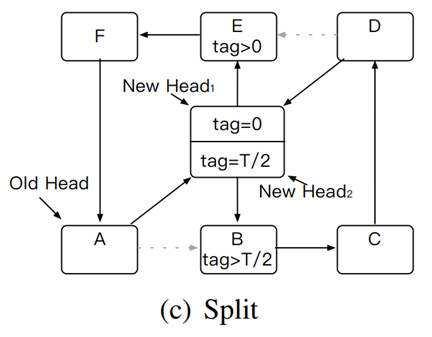 F
E
tag>0
D
New Head1
tag=0
tag=T/2
Old Head
New Head2
A
B
tag>T/2
C
(c) Split